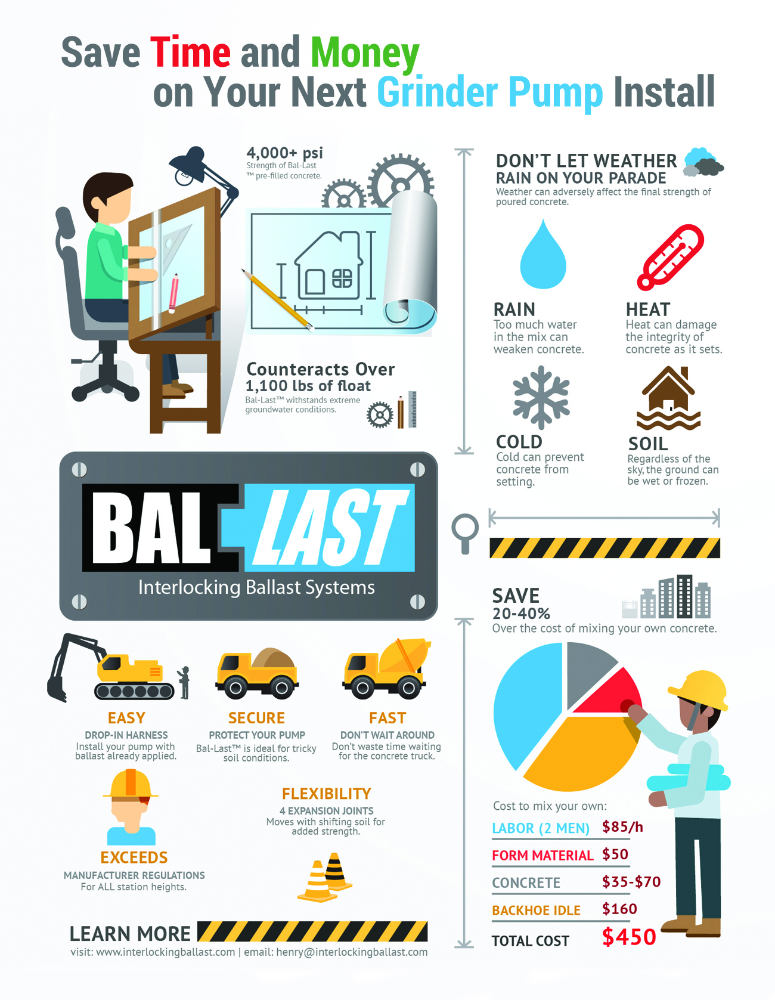 Save Time and Money
on Your Next Grinder Pump Install
4,000+ psi
Strength of Bal-Last
™ pre-filled concrete.
Counteracts Over
1,100 lbs of float
Bal-Last™ withstands extreme
groundwater conditions.
DON'T LET WEATHER
RAIN ON YOUR PARADE
Weather can adversely affect the final strength of
poured concrete.
RAIN
Too much water
in the mix can
weaken concrete.
HEAT
Heat can damage
the integrity of
concrete as it sets.
COLD
Cold can prevent
concrete from
setting.
SOIL
Regardless of the
sky, the ground can
be wet or frozen.
BAL LAST
Interlocking Ballast Systems
EASY
DROP-IN HARNESS
Install your pump with
ballast already applied.
SECURE
PROTECT YOUR PUMP
Bal-Last™ is ideal for tricky
soil conditions.
FAST
DON'T WAIT AROUND
Don't waste time waiting
for the concrete truck.
EXCEEDS
MANUFACTURER REGULATIONS
For ALL station heights.
FLEXIBILITY
4 EXPANSION JOINTS
Moves with shifting soil for
added strength.
LEARN MORE
visit: www.interlockingballast.com | email: henry@interlockingballast.com
SAVE
20-40%
Over the cost of mixing your own concrete.
Cost to mix your own:
LABOR (2 MEN) $85/h
FORM MATERIAL $50
CONCRETE $35-$70
BACKHOE IDLE $160
TOTAL COST $450